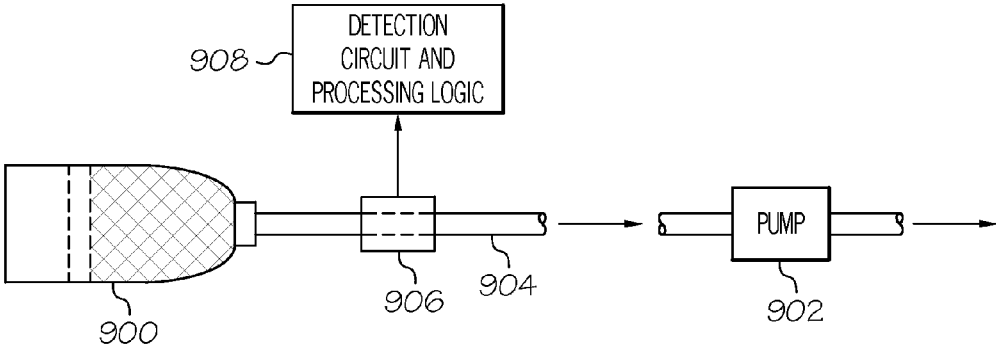 DETECTION
CIRCUIT AND
PROCESSING LOGIC
908
PUMP
900
906
904
902